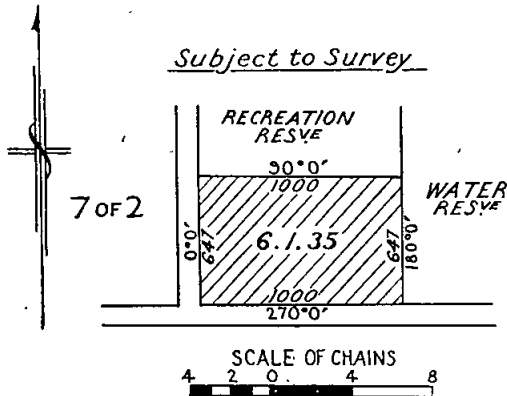 Subject to Survey
RECREATION
RESVE
90°0'
1000
7 OF 2
WATER
RESVE
0°0'
647
6.1.35
647
180°0'
1000
270°0'
SCALE OF CHAINS
4 2 0. 4 8